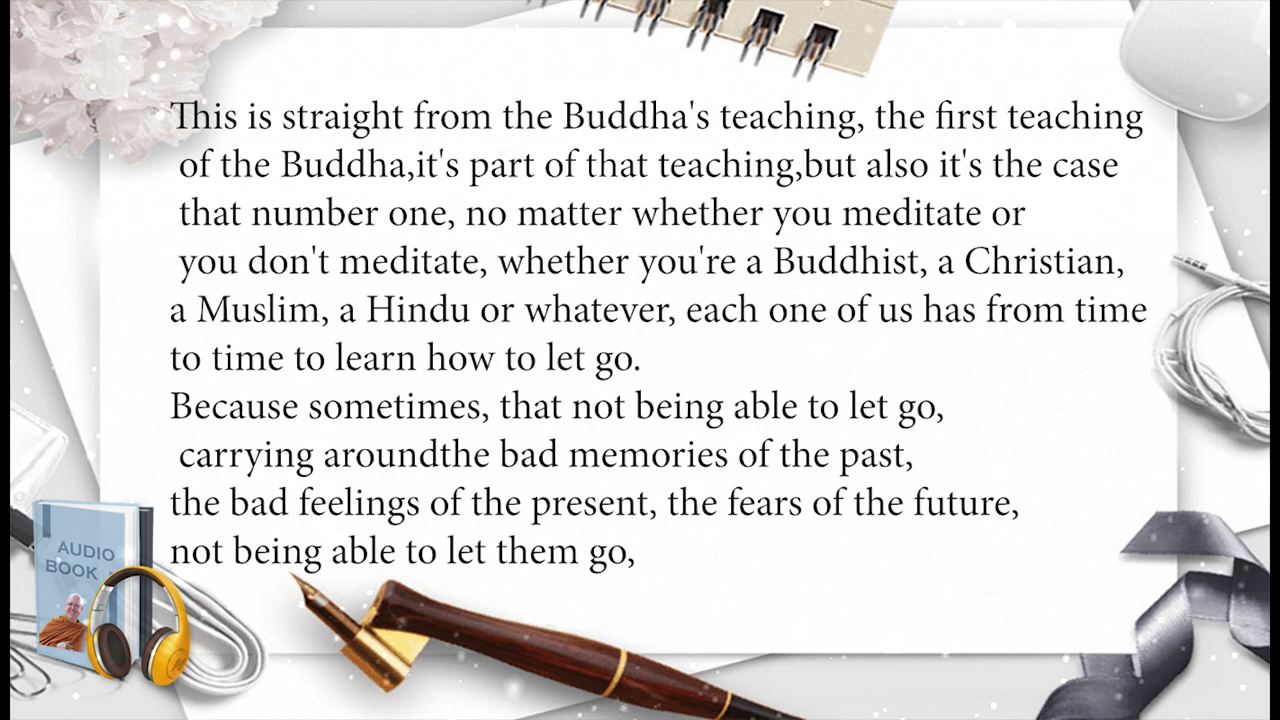 This is straight from the Buddha's teaching, the first teaching
of the Buddha,it's part of that teaching,but also it's the case
that number one, no matter whether you meditate or
you don't meditate, whether you're a Buddhist, a Christian,
a Muslim, a Hindu or whatever, each one of us has from time
to time to learn how to let go.
Because sometimes, that not being able to let go,
carrying aroundthe bad memories of the past,
the bad feelings of the present, the fears of the future,
not being able to let them go,
AUDIO
BOOK